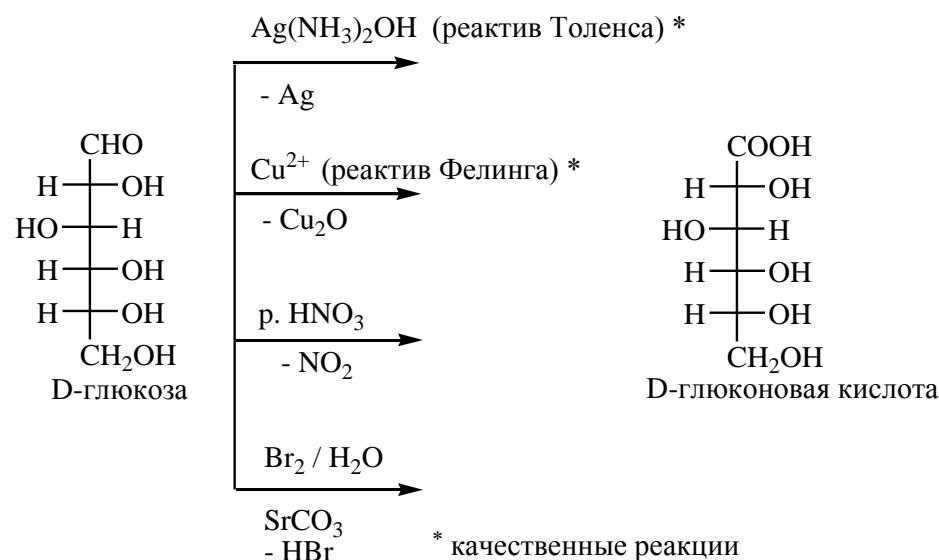 Ag(NH3)2OH (реактив Толенса) *
- Ag
CHO
H OH
HO H
H OH
H OH
CH2OH
D-глюкоза
Cu2+ (реактив Фелинга) *
- Cu2O
р. HNO3
- NO2
Br2 / H2O
SrCO3
- HBr
COOH
H OH
HO H
H OH
H OH
CH2OH
D-глюконовая кислота
* качественные реакции